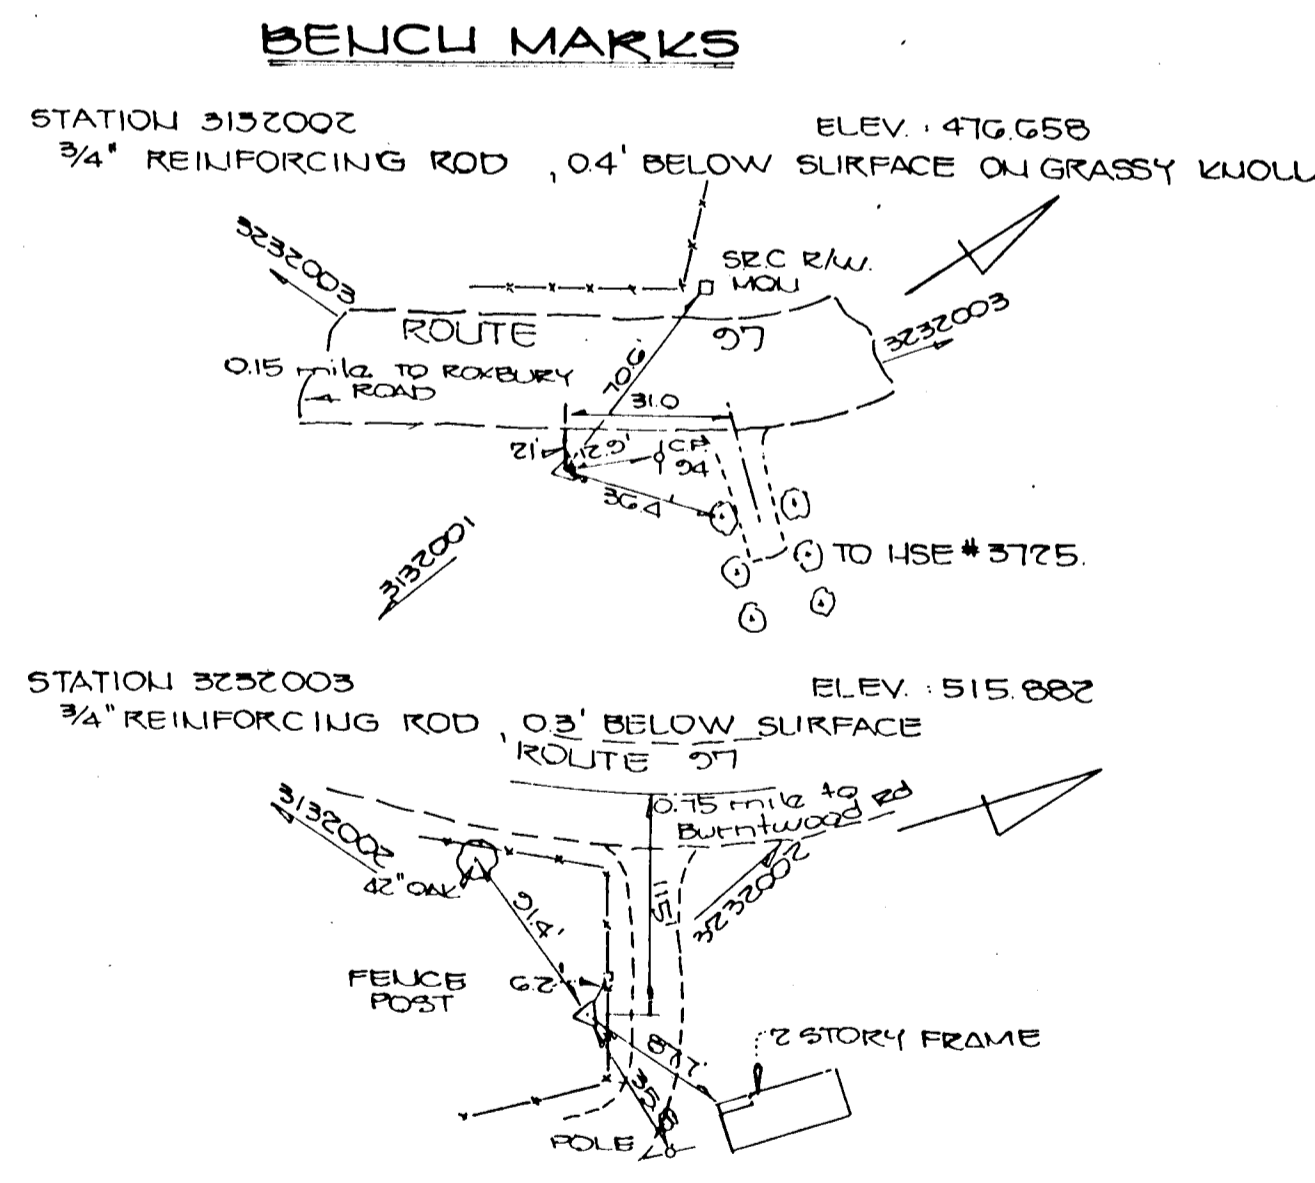 BENCH MARKS
STATION 3132002
ELEV. : 476.658
3/4" REINFORCING ROD , 0.4' BELOW SURFACE ON GRASSY KNOLL
3232003
SRC R/W.
MON
ROUTE 97
3232003
0.15 mile TO ROXBURY
ROAD
70.6'
31.0
21'
12.9'
C.P.
94
36.4'
3132001
TO HSE # 3725.
STATION 3232003
ELEV. : 515.882
3/4" REINFORCING ROD , 0.3' BELOW SURFACE
ROUTE 97
3132002
0.75 mile to
Burntwood Rd
42" OAK
3232002
91.4'
115'
FENCE
POST
6.2'
87.7'
2 STORY FRAME
35.8
POLE